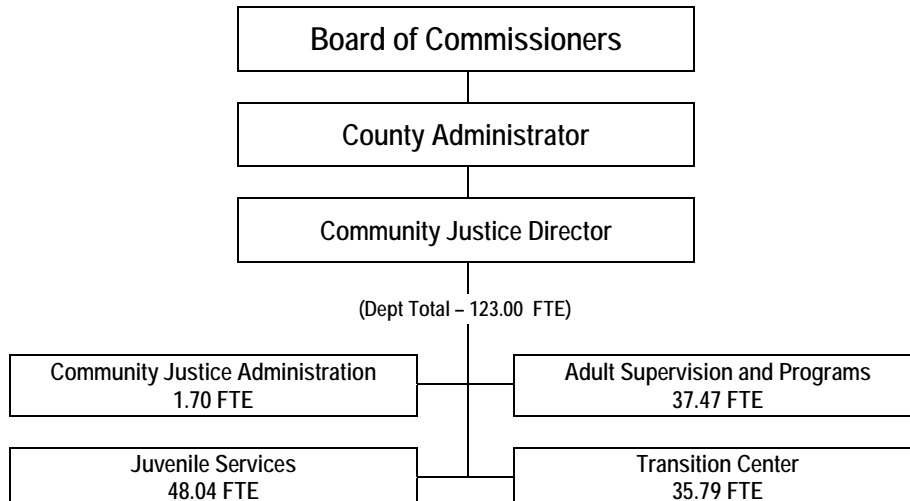 Board of Commissioners
County Administrator
Community Justice Director
(Dept Total – 123.00 FTE)
Community Justice Administration
1.70 FTE
Adult Supervision and Programs
37.47 FTE
Juvenile Services
48.04 FTE
Transition Center
35.79 FTE